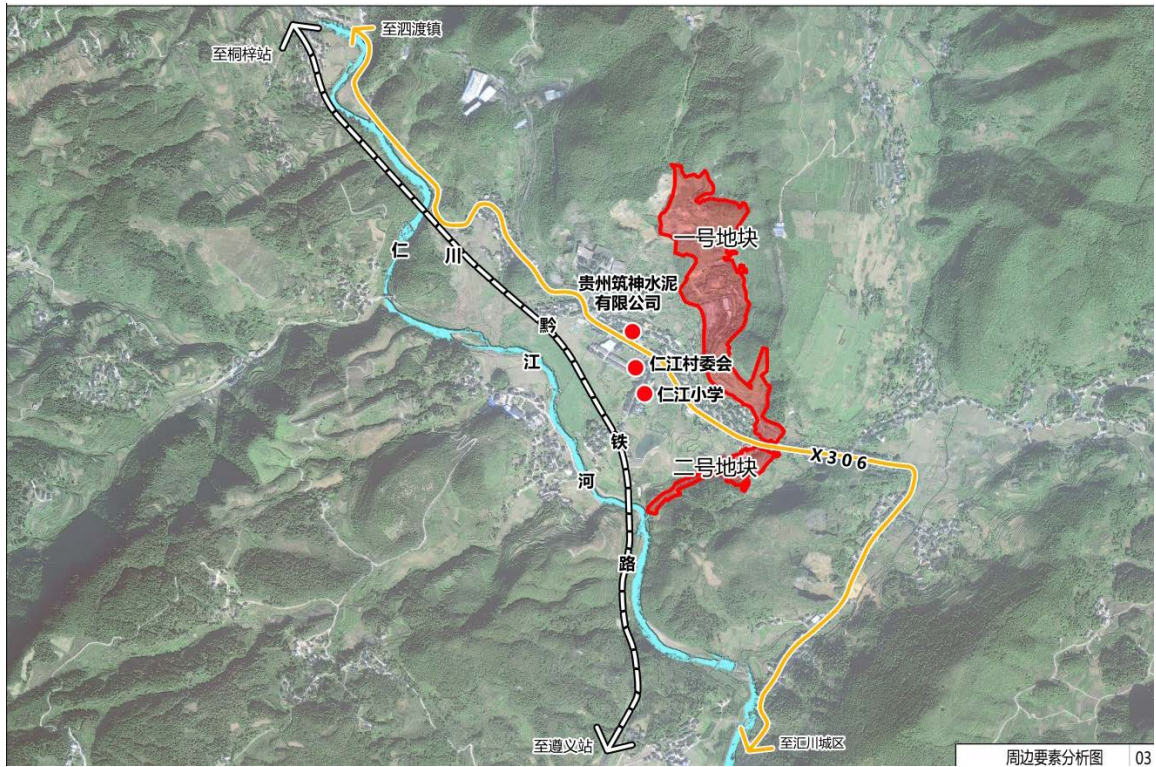 至泗渡镇
至桐梓站
一号地块
仁
川
贵州筑神水泥
有限公司
黔
江
仁江村委会
仁江小学
铁
X306
二号地块
河
路
至遵义站
至汇川城区
周边要素分析图 03